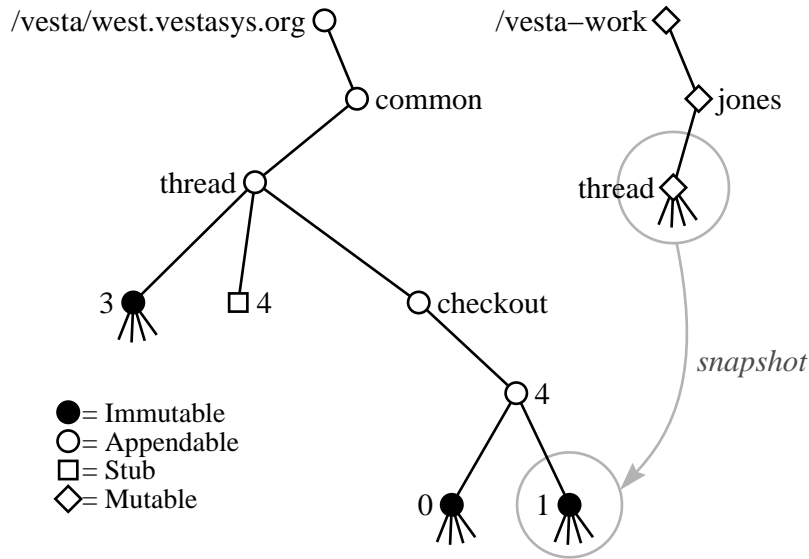 /vesta/west.vestasys.org
/vesta−work
common
jones
thread
thread
3
4
checkout
snapshot
4
= Immutable
= Appendable
= Stub
= Mutable
0
1